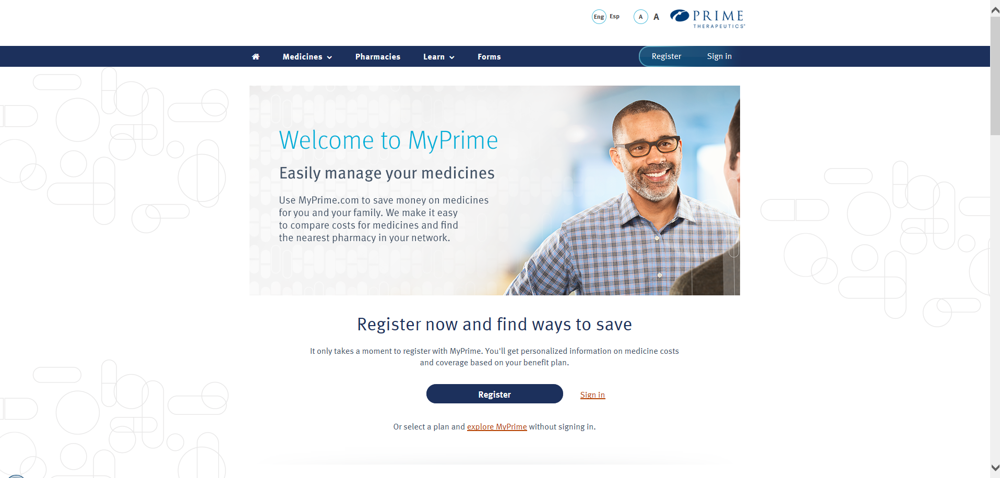 Eng Esp A A PRIME
THERAPEUTICS®
Medicines Pharmacies Learn Forms Register Sign in
Welcome to MyPrime
Easily manage your medicines
Use MyPrime.com to save money on medicines
for you and your family. We make it easy
to compare costs for medicines and find
the nearest pharmacy in your network.
Register now and find ways to save
It only takes a moment to register with MyPrime. You'll get personalized information on medicine costs
and coverage based on your benefit plan.
Register Sign in
Or select a plan and explore MyPrime without signing in.